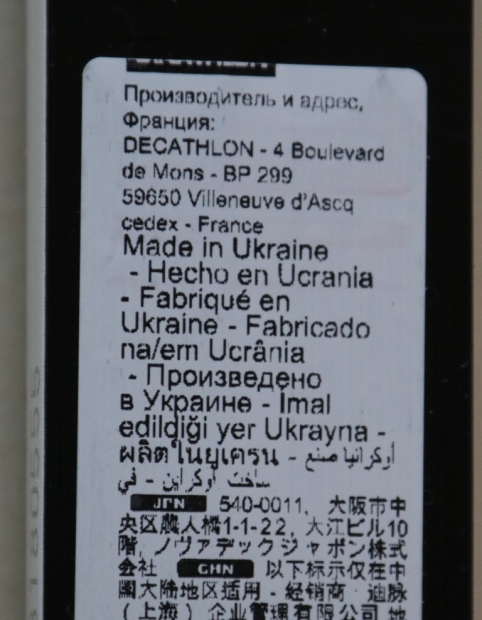 DECATHLON
Производитель и адрес,
Франция:
DECATHLON - 4 Boulevard
de Mons - BP 299
59650 Villeneuve d'Ascq
cedex - France
Made in Ukraine
- Hecho en Ucrania
- Fabriqué en
Ukraine - Fabricado
na/em Ucrânia
- Произведено
в Украине - İmal
edildiği yer Ukrayna -
ผลิตในยูเครน - أوكرانيا صنع
ساخت أوكراين - في
JPN 540-0011, 大阪市中
央区農人橋1-1-22, 大江ビル10
階, ノヴァデックジャポン株式
会社 CHN 以下标示仅在中
国大陆地区适用 - 经销商 : 迪脉
(上海) 企业管理有限公司 地